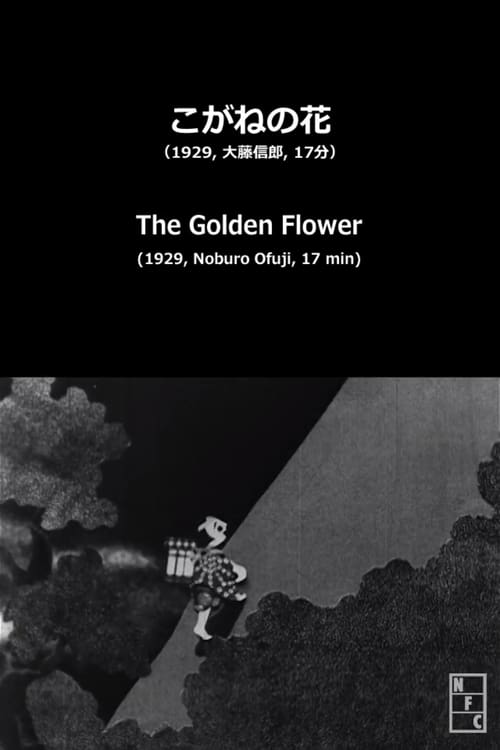 こがねの花
（1929, 大藤信郎, 17分）
The Golden Flower
(1929, Noburo Ofuji, 17 min)
NFC